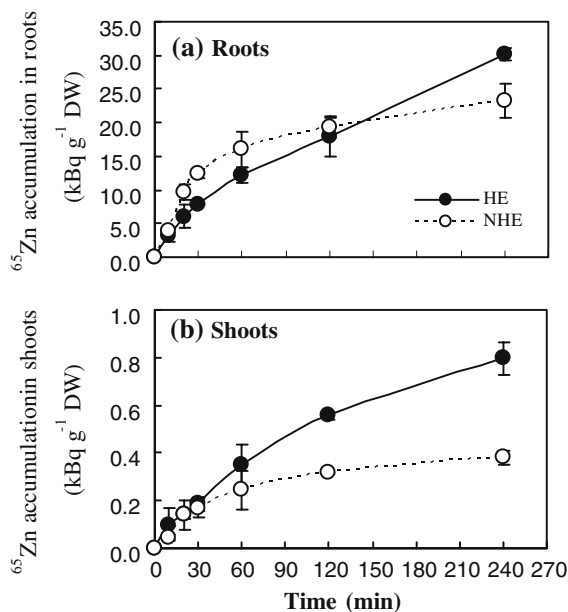 ⁶⁵Zn accumulation in roots
(kBq g⁻¹ DW)
35.0
30.0
25.0
20.0
15.0
10.0
5.0
0.0
(a) Roots
HE
NHE
⁶⁵Zn accumulationin shoots
(kBq g⁻¹ DW)
1.0
0.8
0.6
0.4
0.2
0.0
(b) Shoots
0 30 60 90 120 150 180 210 240 270
Time (min)